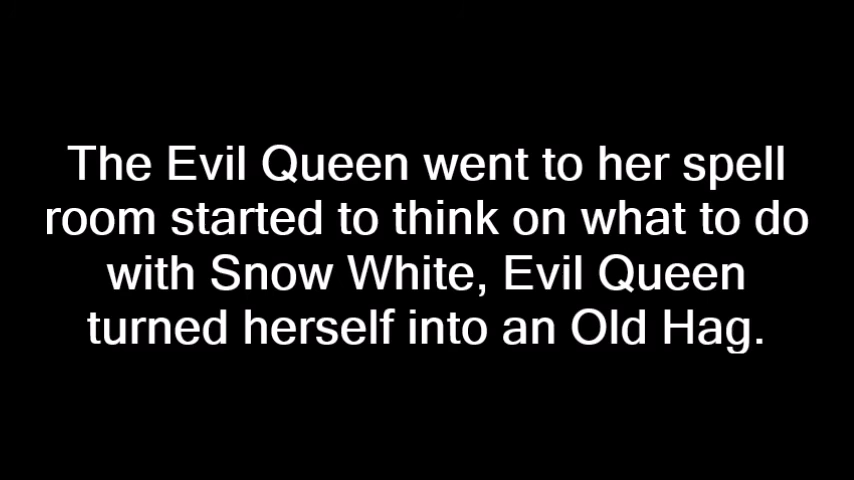 The Evil Queen went to her spell
room started to think on what to do
with Snow White, Evil Queen
turned herself into an Old Hag.